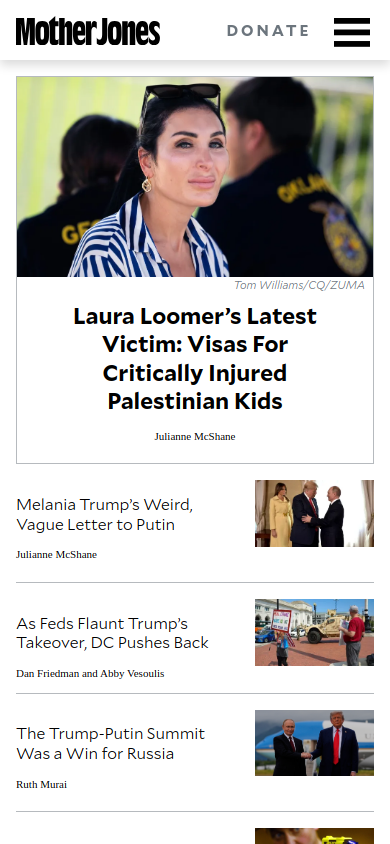 Mother Jones
DONATE
GE
OKLAHO
Tom Williams/CQ/ZUMA
Laura Loomer’s Latest
Victim: Visas For
Critically Injured
Palestinian Kids
Julianne McShane
Melania Trump’s Weird,
Vague Letter to Putin
Julianne McShane
As Feds Flaunt Trump’s
Takeover, DC Pushes Back
Dan Friedman and Abby Vesoulis
The Trump-Putin Summit
Was a Win for Russia
Ruth Murai